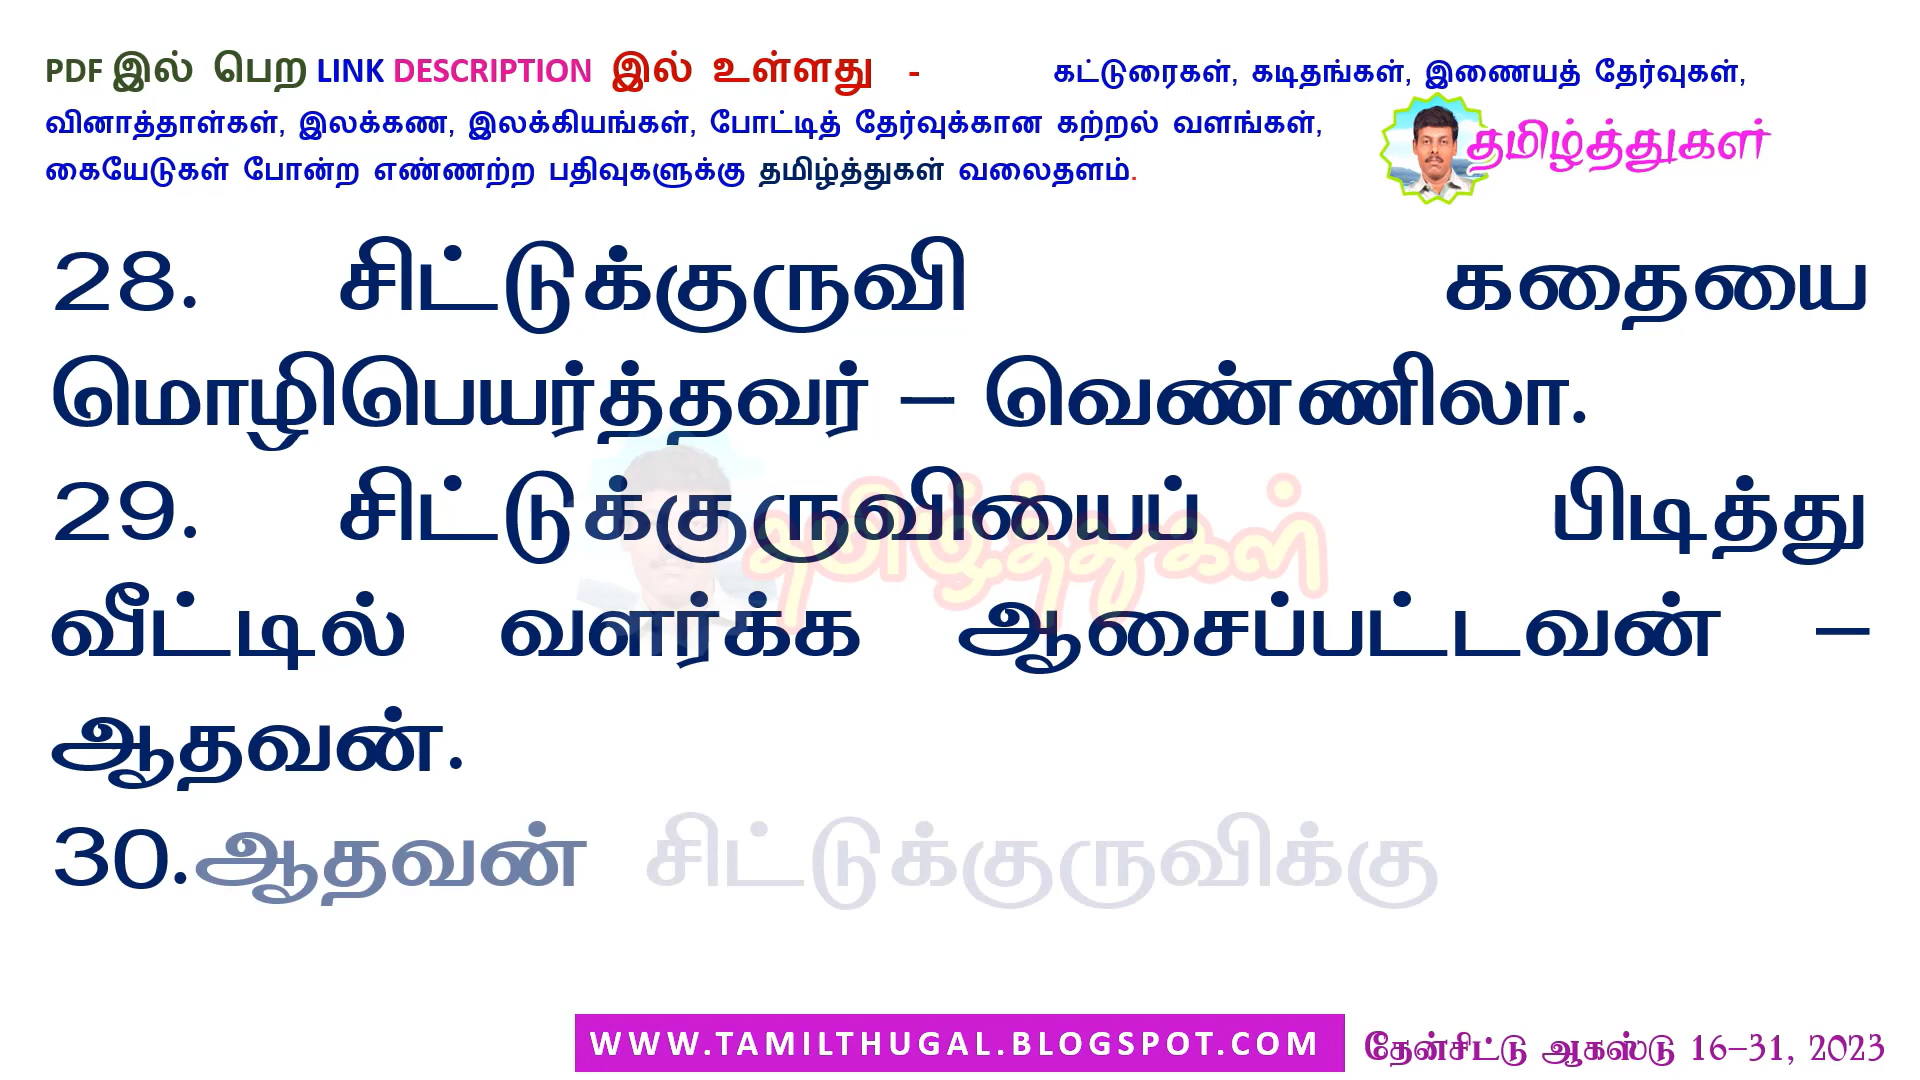 PDF இல் பெற LINK DESCRIPTION இல் உள்ளது - கட்டுரைகள், கடிதங்கள், இணையத் தேர்வுகள்,
வினாத்தாள்கள், இலக்கண, இலக்கியங்கள், போட்டித் தேர்வுக்கான கற்றல் வளங்கள்,
கையேடுகள் போன்ற எண்ணற்ற பதிவுகளுக்கு தமிழ்த்துகள் வலைதளம்.
தமிழ்த்துகள்
28. சிட்டுக்குருவி கதையை
மொழிபெயர்த்தவர் – வெண்ணிலா.
29. சிட்டுக்குருவியைப் பிடித்து
தமிழ்த்துகள்
வீட்டில் வளர்க்க ஆசைப்பட்டவன் –
ஆதவன்.
30.ஆதவன் சிட்டுக்குருவிக்கு
WWW.TAMILTHUGAL.BLOGSPOT.COM
தேன்சிட்டு ஆகஸ்டு 16–31, 2023